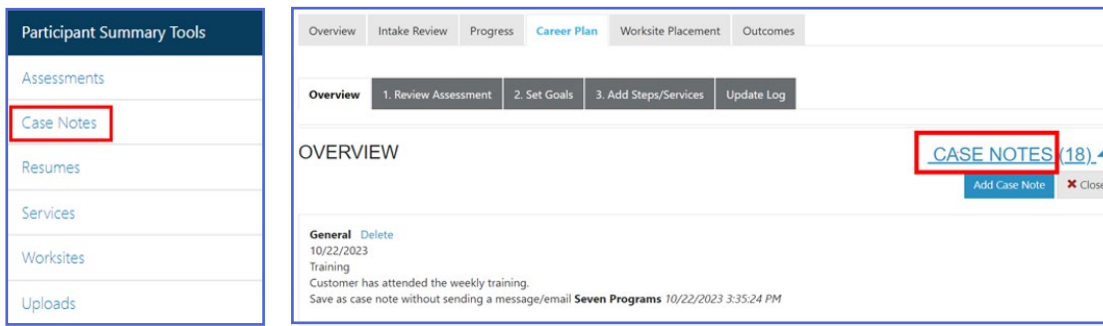 Participant Summary Tools
Assessments
Case Notes
Resumes
Services
Worksites
Uploads
Overview Intake Review Progress Career Plan Worksite Placement Outcomes
Overview 1. Review Assessment 2. Set Goals 3. Add Steps/Services Update Log
OVERVIEW CASE NOTES (18)
Add Case Note Close
General Delete
10/22/2023
Training
Customer has attended the weekly training.
Save as case note without sending a message/email Seven Programs 10/22/2023 3:35:24 PM